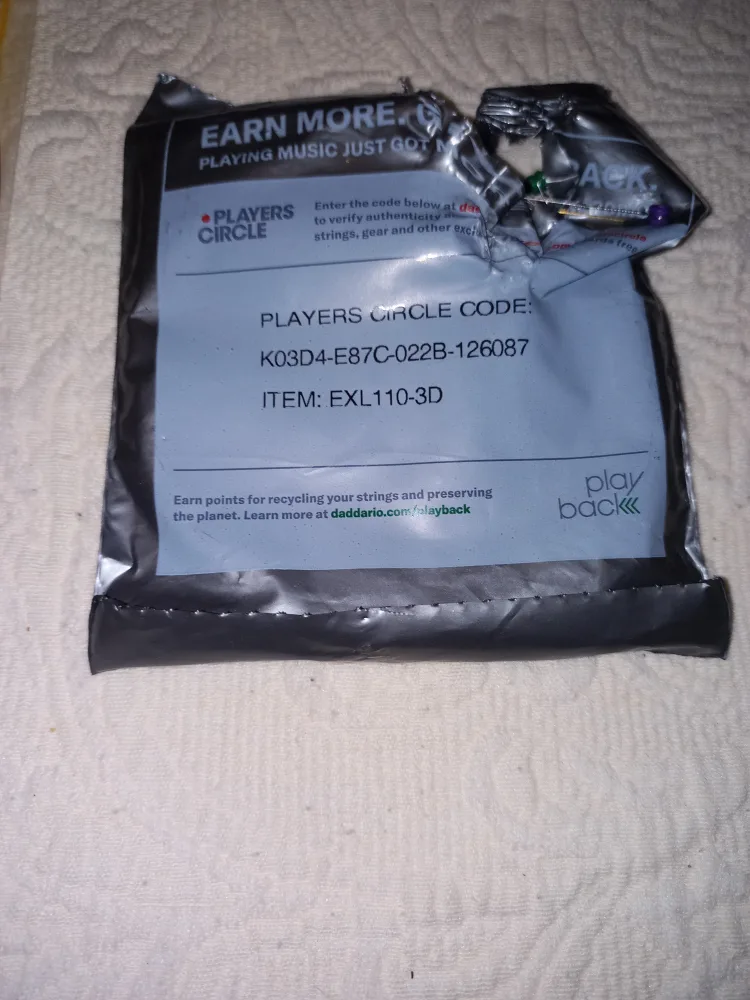 EARN MORE. G
BACK.
PLAYING MUSIC JUST GOT
PLAYERS
CIRCLE
Enter the code below at
to verify authenticity
strings, gear and other
PLAYERS CIRCLE CODE:
K03D4-E87C-022B-126087
ITEM: EXL110-3D
Earn points for recycling your strings and preserving
the planet. Learn more at daddario.com/playback
play
back